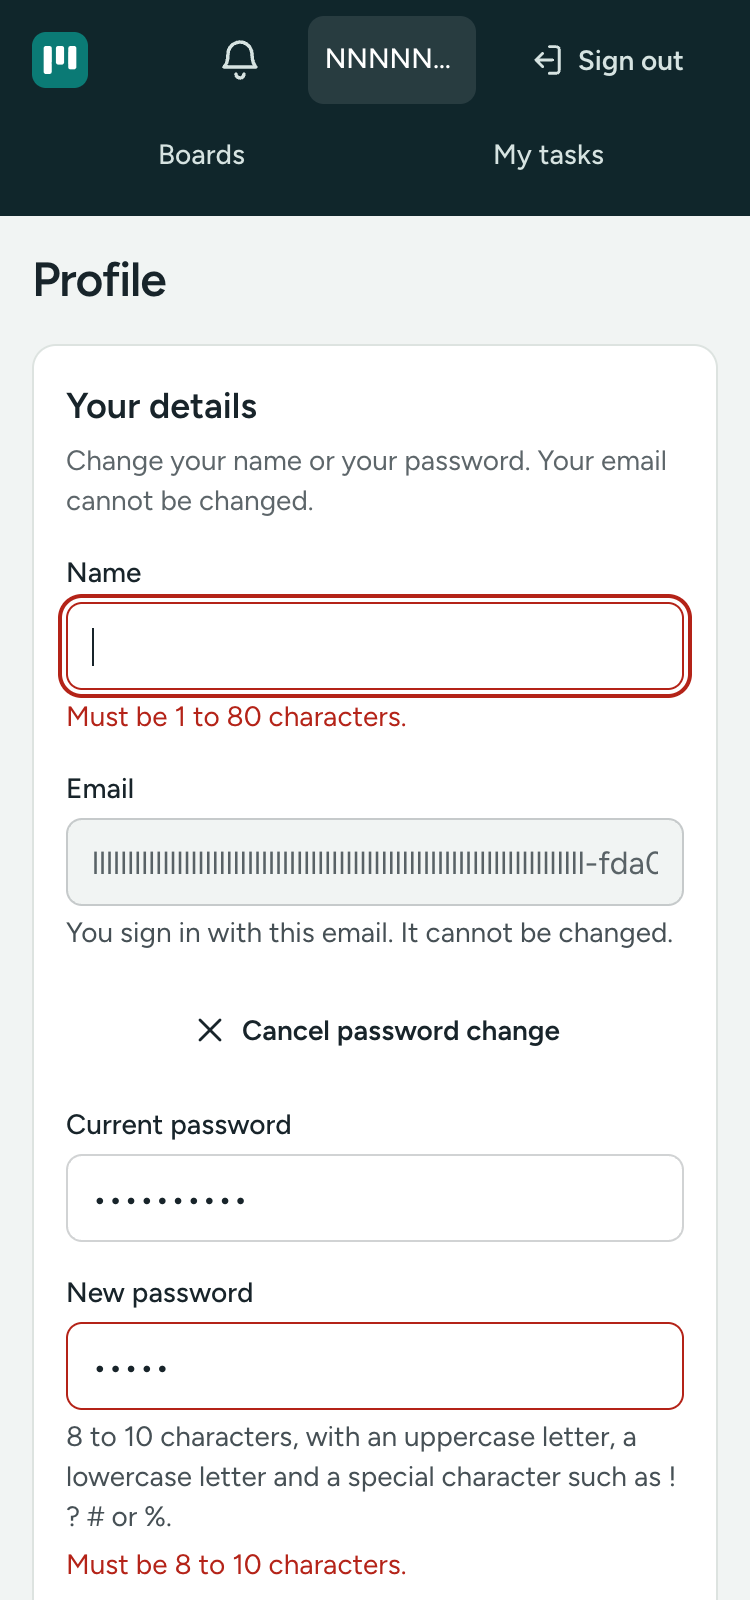 NNNNN...
Sign out
Boards
My tasks
Profile
Your details
Change your name or your password. Your email
cannot be changed.
Name
Must be 1 to 80 characters.
Email
You sign in with this email. It cannot be changed.
Cancel password change
Current password
••••••••••
New password
•••••
8 to 10 characters, with an uppercase letter, a
lowercase letter and a special character such as !
? # or %.
Must be 8 to 10 characters.